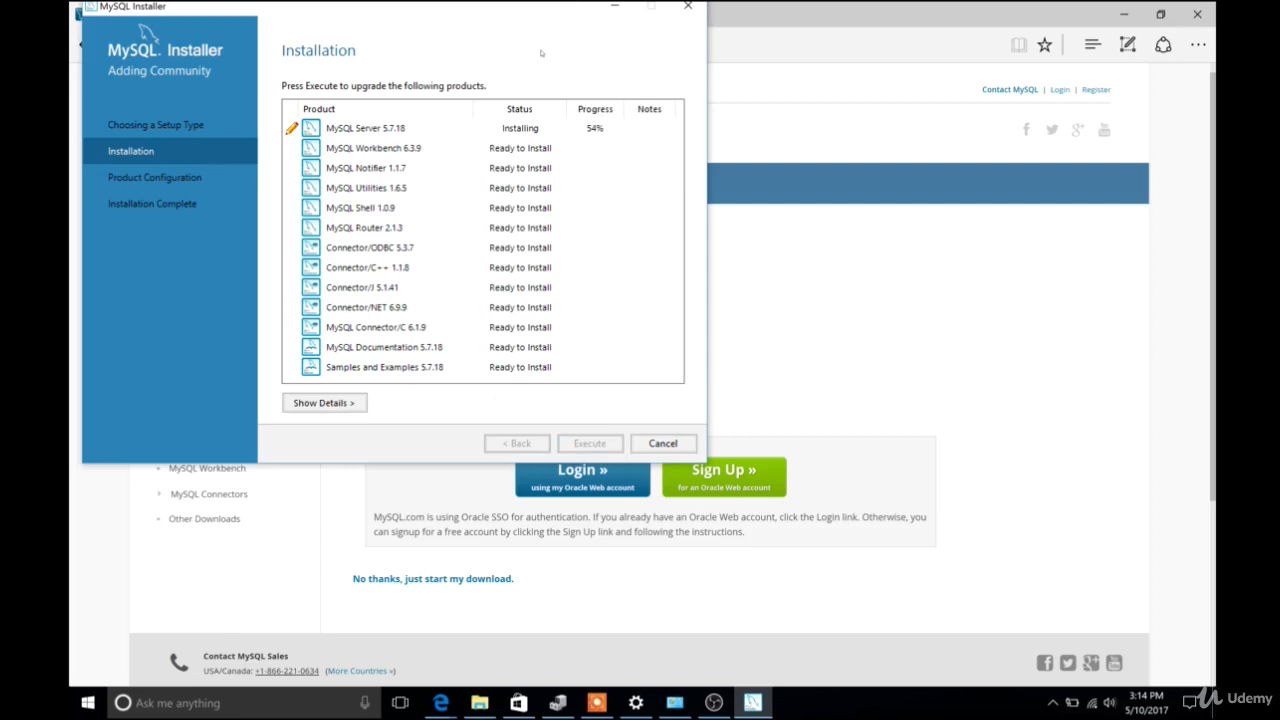 MySQL Installer
MySQL. Installer
Adding Community
Choosing a Setup Type
Installation
Product Configuration
Installation Complete
Installation
Press Execute to upgrade the following products.
Product Status Progress Notes
MySQL Server 5.7.18 Installing 54%
MySQL Workbench 6.3.9 Ready to Install
MySQL Notifier 1.1.7 Ready to Install
MySQL Utilities 1.6.5 Ready to Install
MySQL Shell 1.0.9 Ready to Install
MySQL Router 2.1.3 Ready to Install
Connector/ODBC 5.3.7 Ready to Install
Connector/C++ 1.1.8 Ready to Install
Connector/J 5.1.41 Ready to Install
Connector/NET 6.9.9 Ready to Install
MySQL Connector/C 6.1.9 Ready to Install
MySQL Documentation 5.7.18 Ready to Install
Samples and Examples 5.7.18 Ready to Install
Show Details >
< Back Execute Cancel
Contact MySQL | Login | Register
MySQL Workbench
MySQL Connectors
Other Downloads
Login »
using my Oracle Web account
Sign Up »
for an Oracle Web account
MySQL.com is using Oracle SSO for authentication. If you already have an Oracle Web account, click the Login link. Otherwise, you
can signup for a free account by clicking the Sign Up link and following the instructions.
No thanks, just start my download.
Contact MySQL Sales
USA/Canada: +1-866-221-0634 (More Countries »)
Ask me anything
3:14 PM
5/10/2017
Udemy